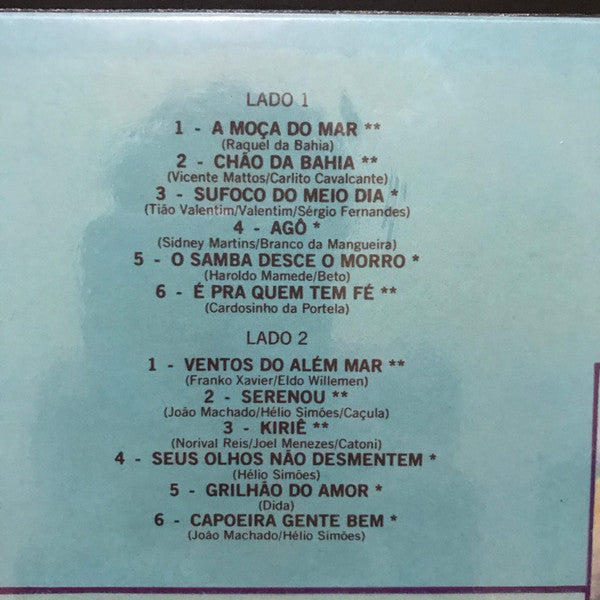 LADO 1
1 - A MOÇA DO MAR **
(Raquel da Bahia)
2 - CHÃO DA BAHIA **
(Vicente Mattos/Carlito Cavalcante)
3 - SUFOCO DO MEIO DIA *
(Tião Valentim/Valentim/Sérgio Fernandes)
4 - AGÔ *
(Sidney Martins/Branco da Mangueira)
5 - O SAMBA DESCE O MORRO *
(Haroldo Mamede/Beto)
6 - É PRA QUEM TEM FÉ **
(Cardosinho da Portela)
LADO 2
1 - VENTOS DO ALÉM MAR **
(Franko Xavier/Eldo Willemen)
2 - SERENOU **
(João Machado/Hélio Simões/Caçula)
3 - KIRIÊ **
(Norival Reis/Joel Menezes/Catoni)
4 - SEUS OLHOS NÃO DESMENTEM *
(Hélio Simões)
5 - GRILHÃO DO AMOR *
(Dida)
6 - CAPOEIRA GENTE BEM *
(João Machado/Hélio Simões)